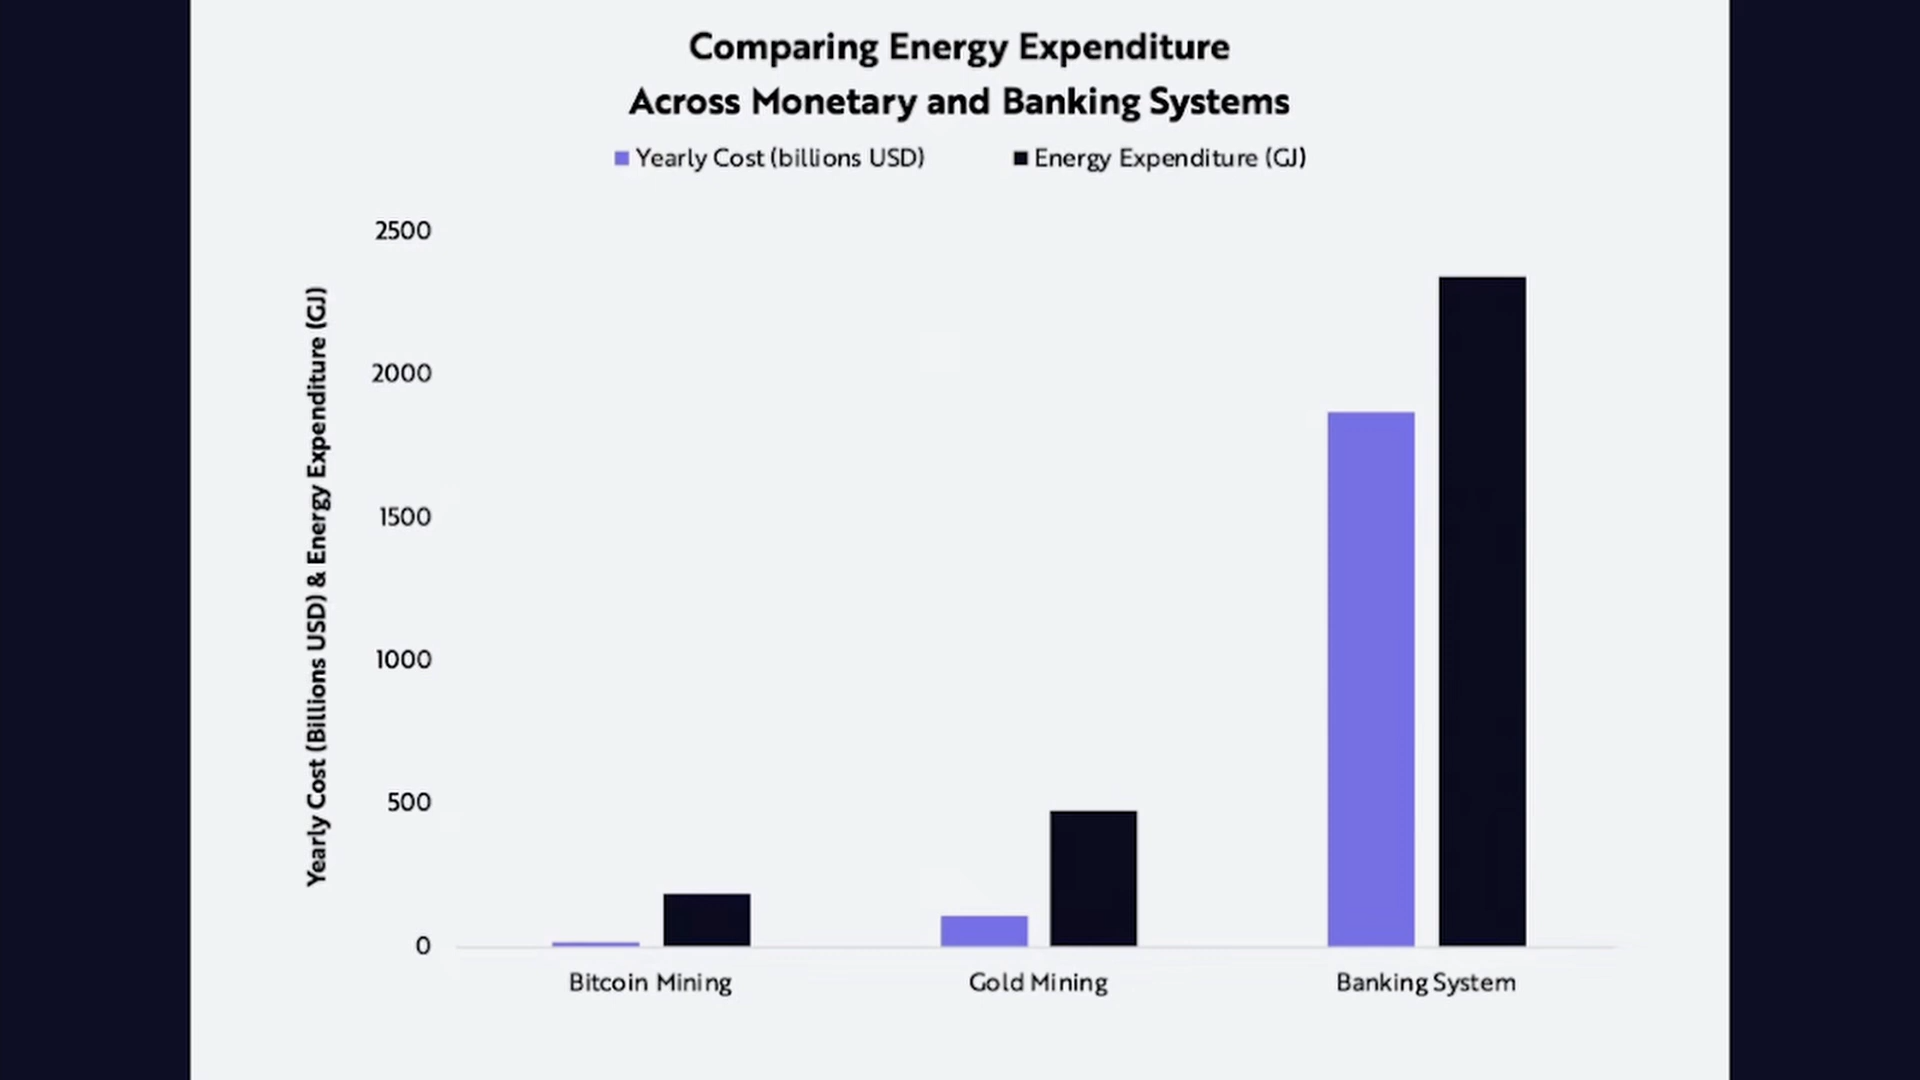 Comparing Energy Expenditure
Across Monetary and Banking Systems
Yearly Cost (billions USD)
Energy Expenditure (GJ)
Yearly Cost (Billions USD) & Energy Expenditure (GJ)
2500
2000
1500
1000
500
0
Bitcoin Mining
Gold Mining
Banking System